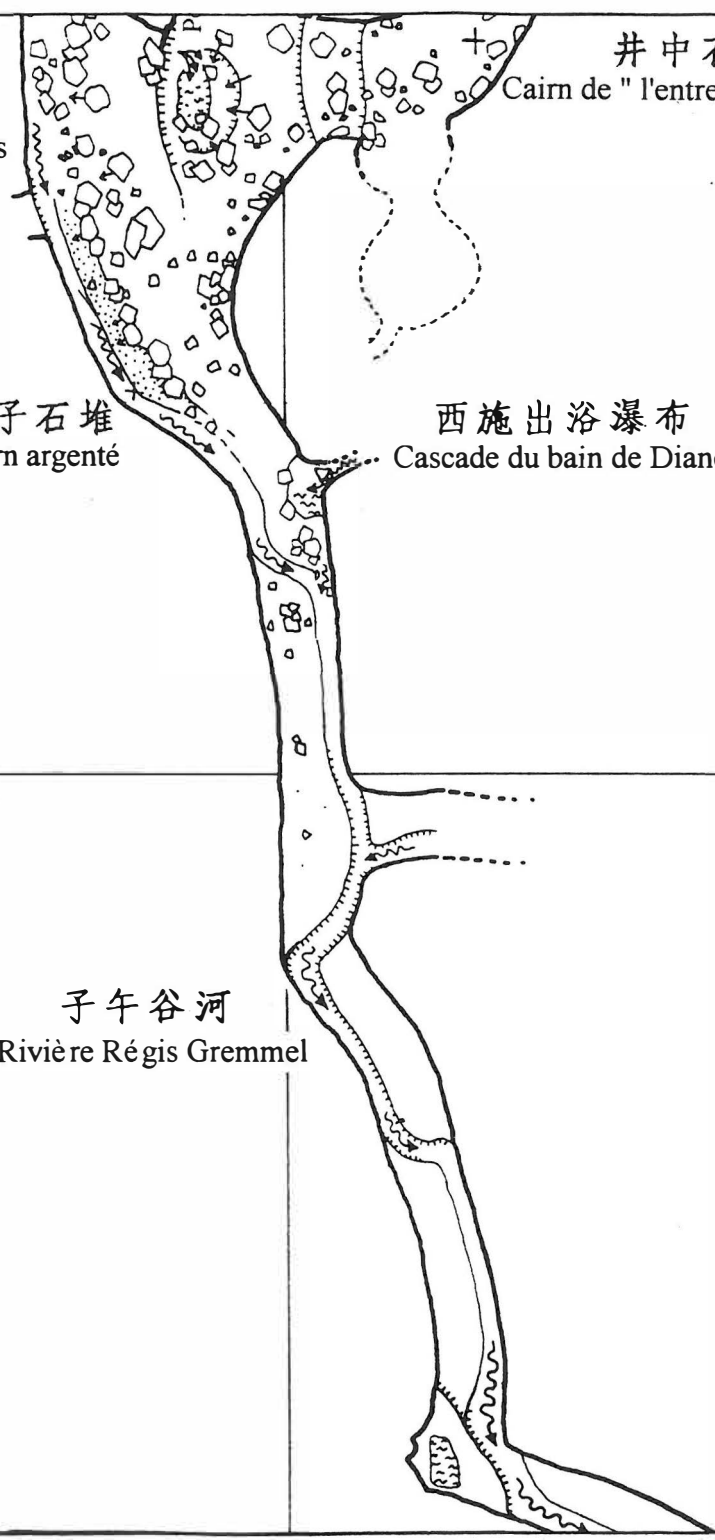 井中
Cairn de " l'entre
s
子石堆
rn argenté
西施出浴瀑布
Cascade du bain de Dian
子午谷河
Rivière Régis Gremmel